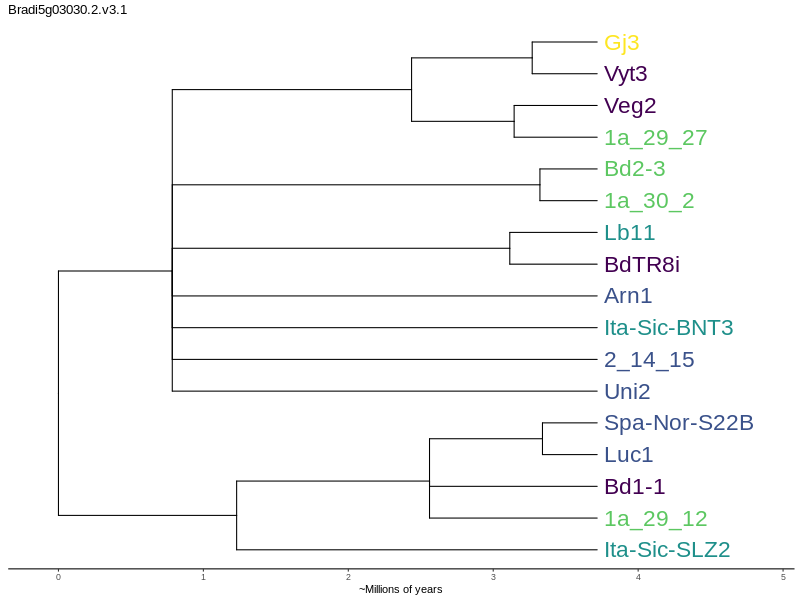 Bradi5g03030.2.v3.1
Gj3
Vyt3
Veg2
1a_29_27
Bd2-3
1a_30_2
Lb11
BdTR8i
Arn1
Ita-Sic-BNT3
2_14_15
Uni2
Spa-Nor-S22B
Luc1
Bd1-1
1a_29_12
Ita-Sic-SLZ2
0 1 2 3 4 5
~Millions of years